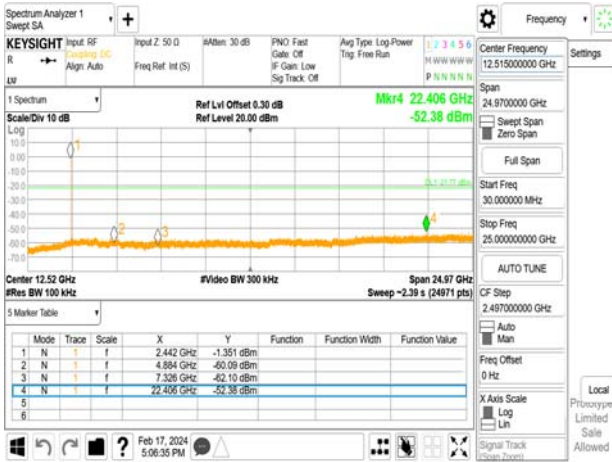 Spectrum Analyzer 1
Swept SA
+
Frequency
KEYSIGHT
R
Input: RF
Coupling: DC
Align: Auto
Input Z: 50 Ω
Freq Ref: Int (S)
#Atten: 30 dB
PNO: Fast
Gate: Off
IF Gain: Low
Sig Track: Off
Avg Type: Log-Power
Trig: Free Run
1 2 3 4 5 6
M W W W W W
P N N N N N
LXI
1 Spectrum
Scale/Div 10 dB
Ref Lvl Offset 0.30 dB
Ref Level 20.00 dBm
Mkr4 22.406 GHz
-52.38 dBm
Log
10.0
0.00
-10.0
-20.0
-30.0
-40.0
-50.0
-60.0
-70.0
1
2
3
4
Center 12.52 GHz
#Res BW 100 kHz
#Video BW 300 kHz
Span 24.97 GHz
Sweep ~2.39 s (24971 pts)
5 Marker Table
Mode Trace Scale X Y Function Function Width Function Value
1 N 1 f 2.442 GHz -1.351 dBm
2 N 1 f 4.884 GHz -60.09 dBm
3 N 1 f 7.326 GHz -62.10 dBm
4 N 1 f 22.406 GHz -52.38 dBm
5
6
?
Feb 17, 2024
5:06:35 PM
Center Frequency
12.515000000 GHz
Span
24.9700000 GHz
Swept Span
Zero Span
Full Span
Start Freq
30.000000 MHz
Stop Freq
25.000000000 GHz
AUTO TUNE
CF Step
2.497000000 GHz
Auto
Man
Freq Offset
0 Hz
X Axis Scale
Log
Lin
Signal Track
(Span Zoom)
Settings
Local
Prototype
Limited
Sale
Allowed